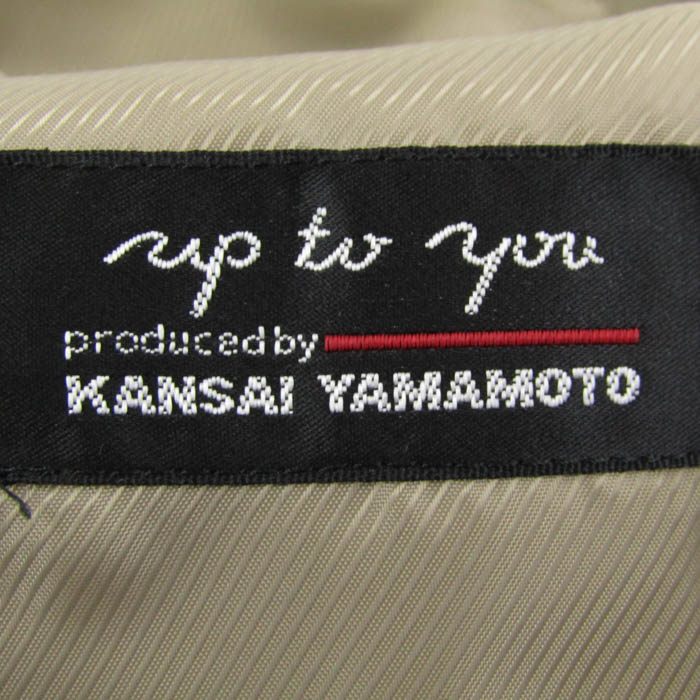 up to you
produced by
KANSAI YAMAMOTO